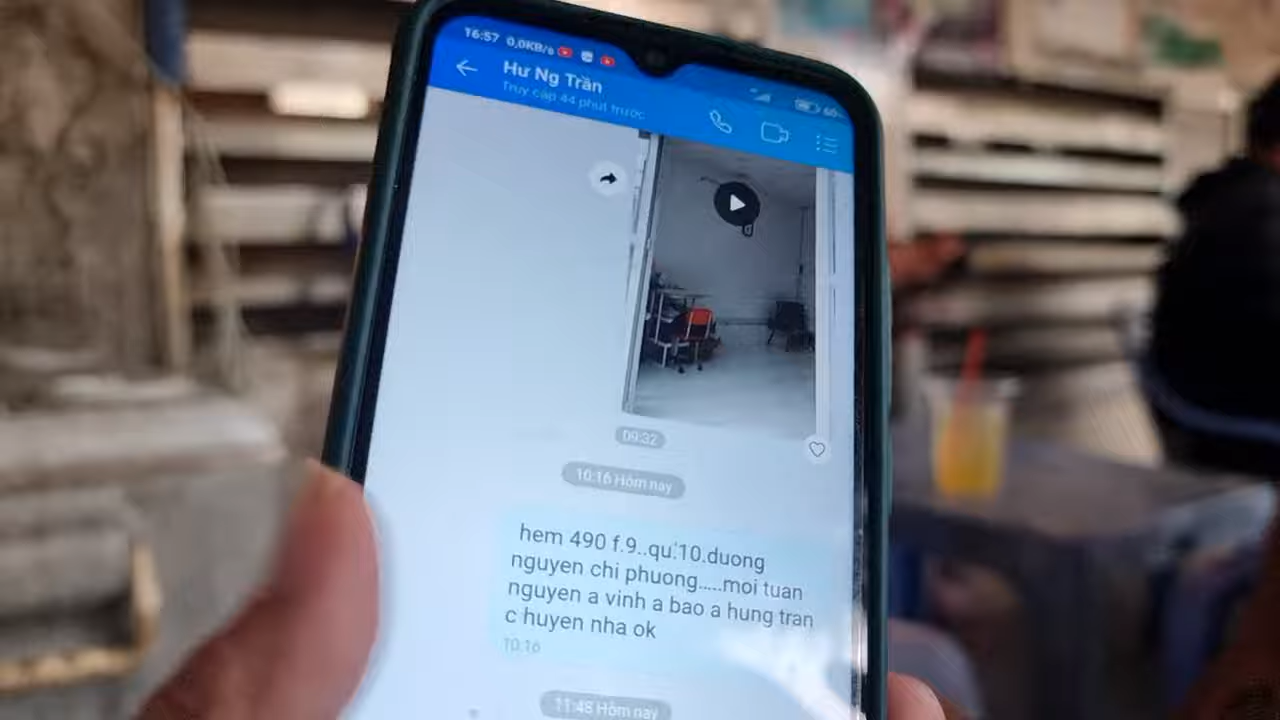 16:57 0,0KB/s
Hư Ng Trần
Truy cập 44 phút trước
09:32
10:16 Hôm nay
hem 490 f.9..qu:10.duong
nguyen chi phuong.....moi tuan
nguyen a vinh a bao a hung tran
c huyen nha ok
10:16
11:48 Hôm nay